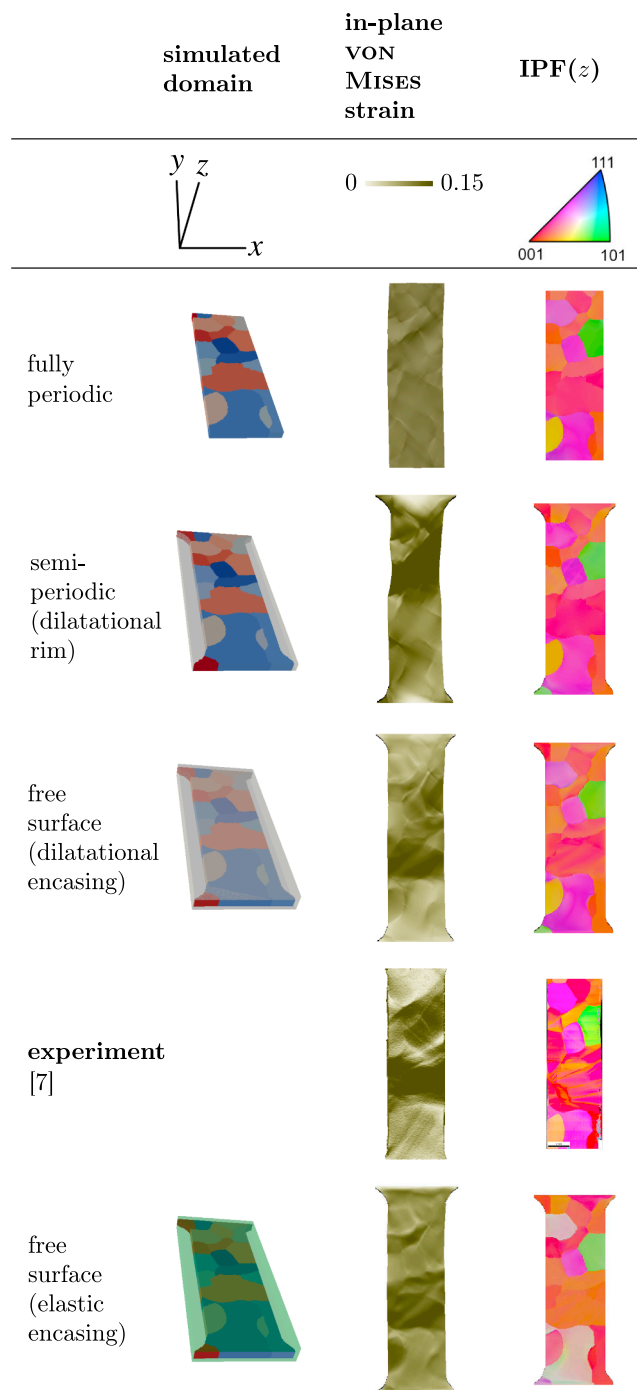 simulated domain
in-plane VON MISES strain
IPF(z)
y z
x
0 0.15
111
001 101
fully
periodic
semi-
periodic
(dilatational
rim)
free
surface
(dilatational
encasing)
experiment
[7]
free
surface
(elastic
encasing)